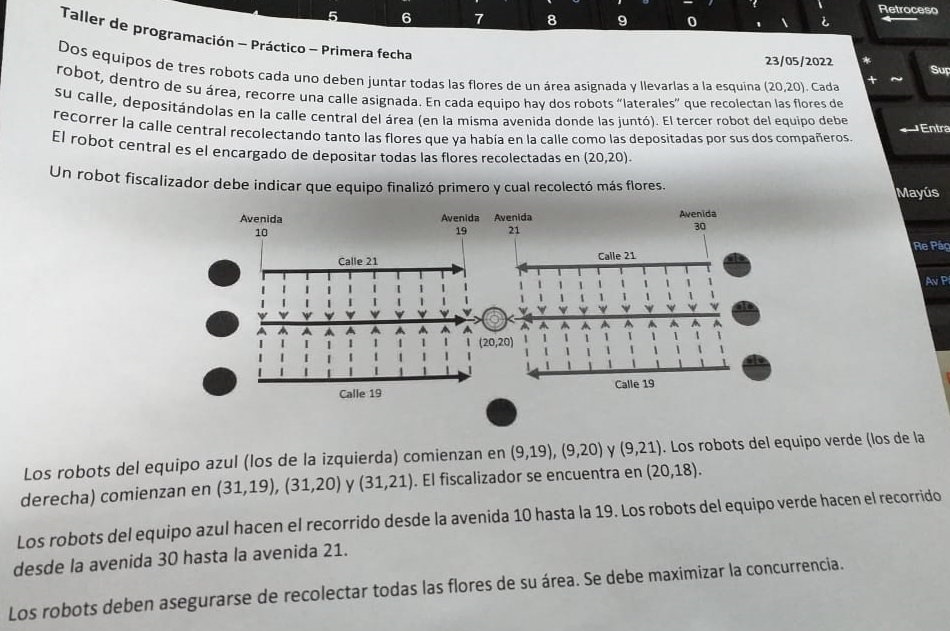 5 6 7 8 9 0 ? ¿ Retroceso
* + ~ Sup
Entra
Mayús
Re Pág
Av P
Taller de programación – Práctico – Primera fecha
23/05/2022
Dos equipos de tres robots cada uno deben juntar todas las flores de un área asignada y llevarlas a la esquina (20,20). Cada
robot, dentro de su área, recorre una calle asignada. En cada equipo hay dos robots “laterales” que recolectan las flores de
su calle, depositándolas en la calle central del área (en la misma avenida donde las juntó). El tercer robot del equipo debe
recorrer la calle central recolectando tanto las flores que ya había en la calle como las depositadas por sus dos compañeros.
El robot central es el encargado de depositar todas las flores recolectadas en (20,20).
Un robot fiscalizador debe indicar que equipo finalizó primero y cual recolectó más flores.
Avenida Avenida Avenida Avenida
10 19 21 30
Calle 21 Calle 21
(20,20)
Calle 19 Calle 19
Los robots del equipo azul (los de la izquierda) comienzan en (9,19), (9,20) y (9,21). Los robots del equipo verde (los de la
derecha) comienzan en (31,19), (31,20) y (31,21). El fiscalizador se encuentra en (20,18).
Los robots del equipo azul hacen el recorrido desde la avenida 10 hasta la 19. Los robots del equipo verde hacen el recorrido
desde la avenida 30 hasta la avenida 21.
Los robots deben asegurarse de recolectar todas las flores de su área. Se debe maximizar la concurrencia.